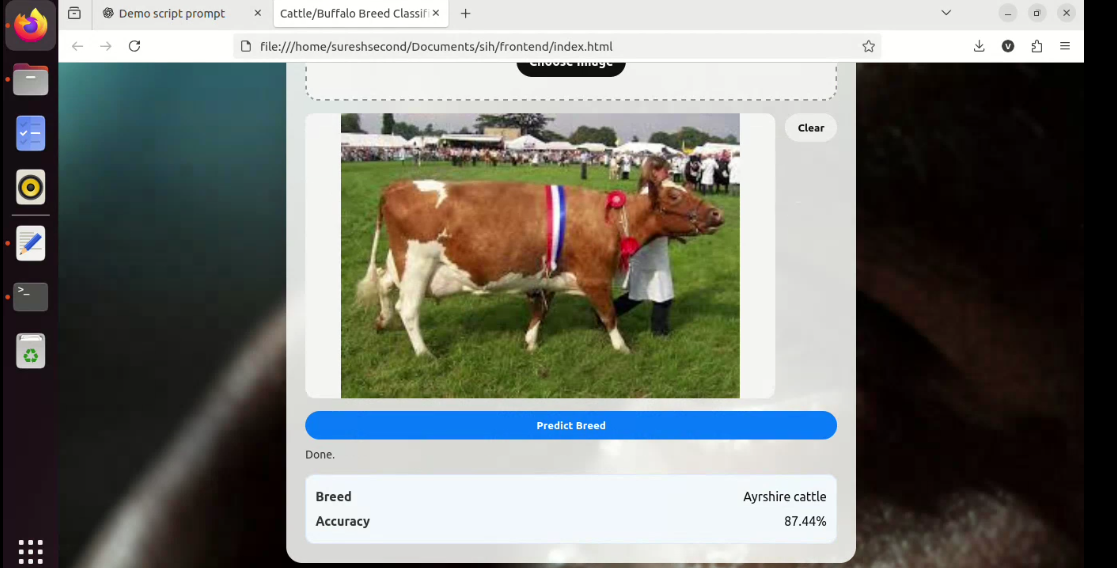 Demo script prompt
Cattle/Buffalo Breed Classif
file:///home/sureshsecond/Documents/sih/frontend/index.html
Choose Image
Clear
Predict Breed
Done.
Breed Ayrshire cattle
Accuracy 87.44%